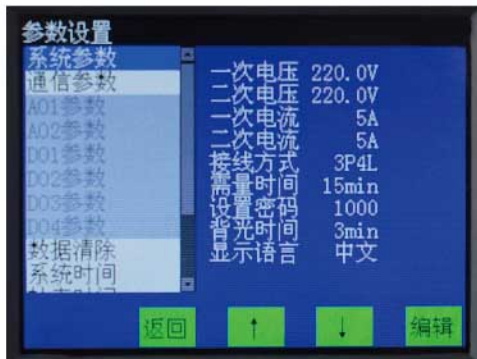 参数设置
系统参数
通信参数
AO1参数
AO2参数
DO1参数
DO2参数
DO3参数
DO4参数
数据清除
系统时间
一次电压 220.0V
二次电压 220.0V
一次电流 5A
二次电流 5A
接线方式 3P4L
需量时间 15min
设置密码 1000
背光时间 3min
显示语言 中文
返回 ↑ ↓ 编辑